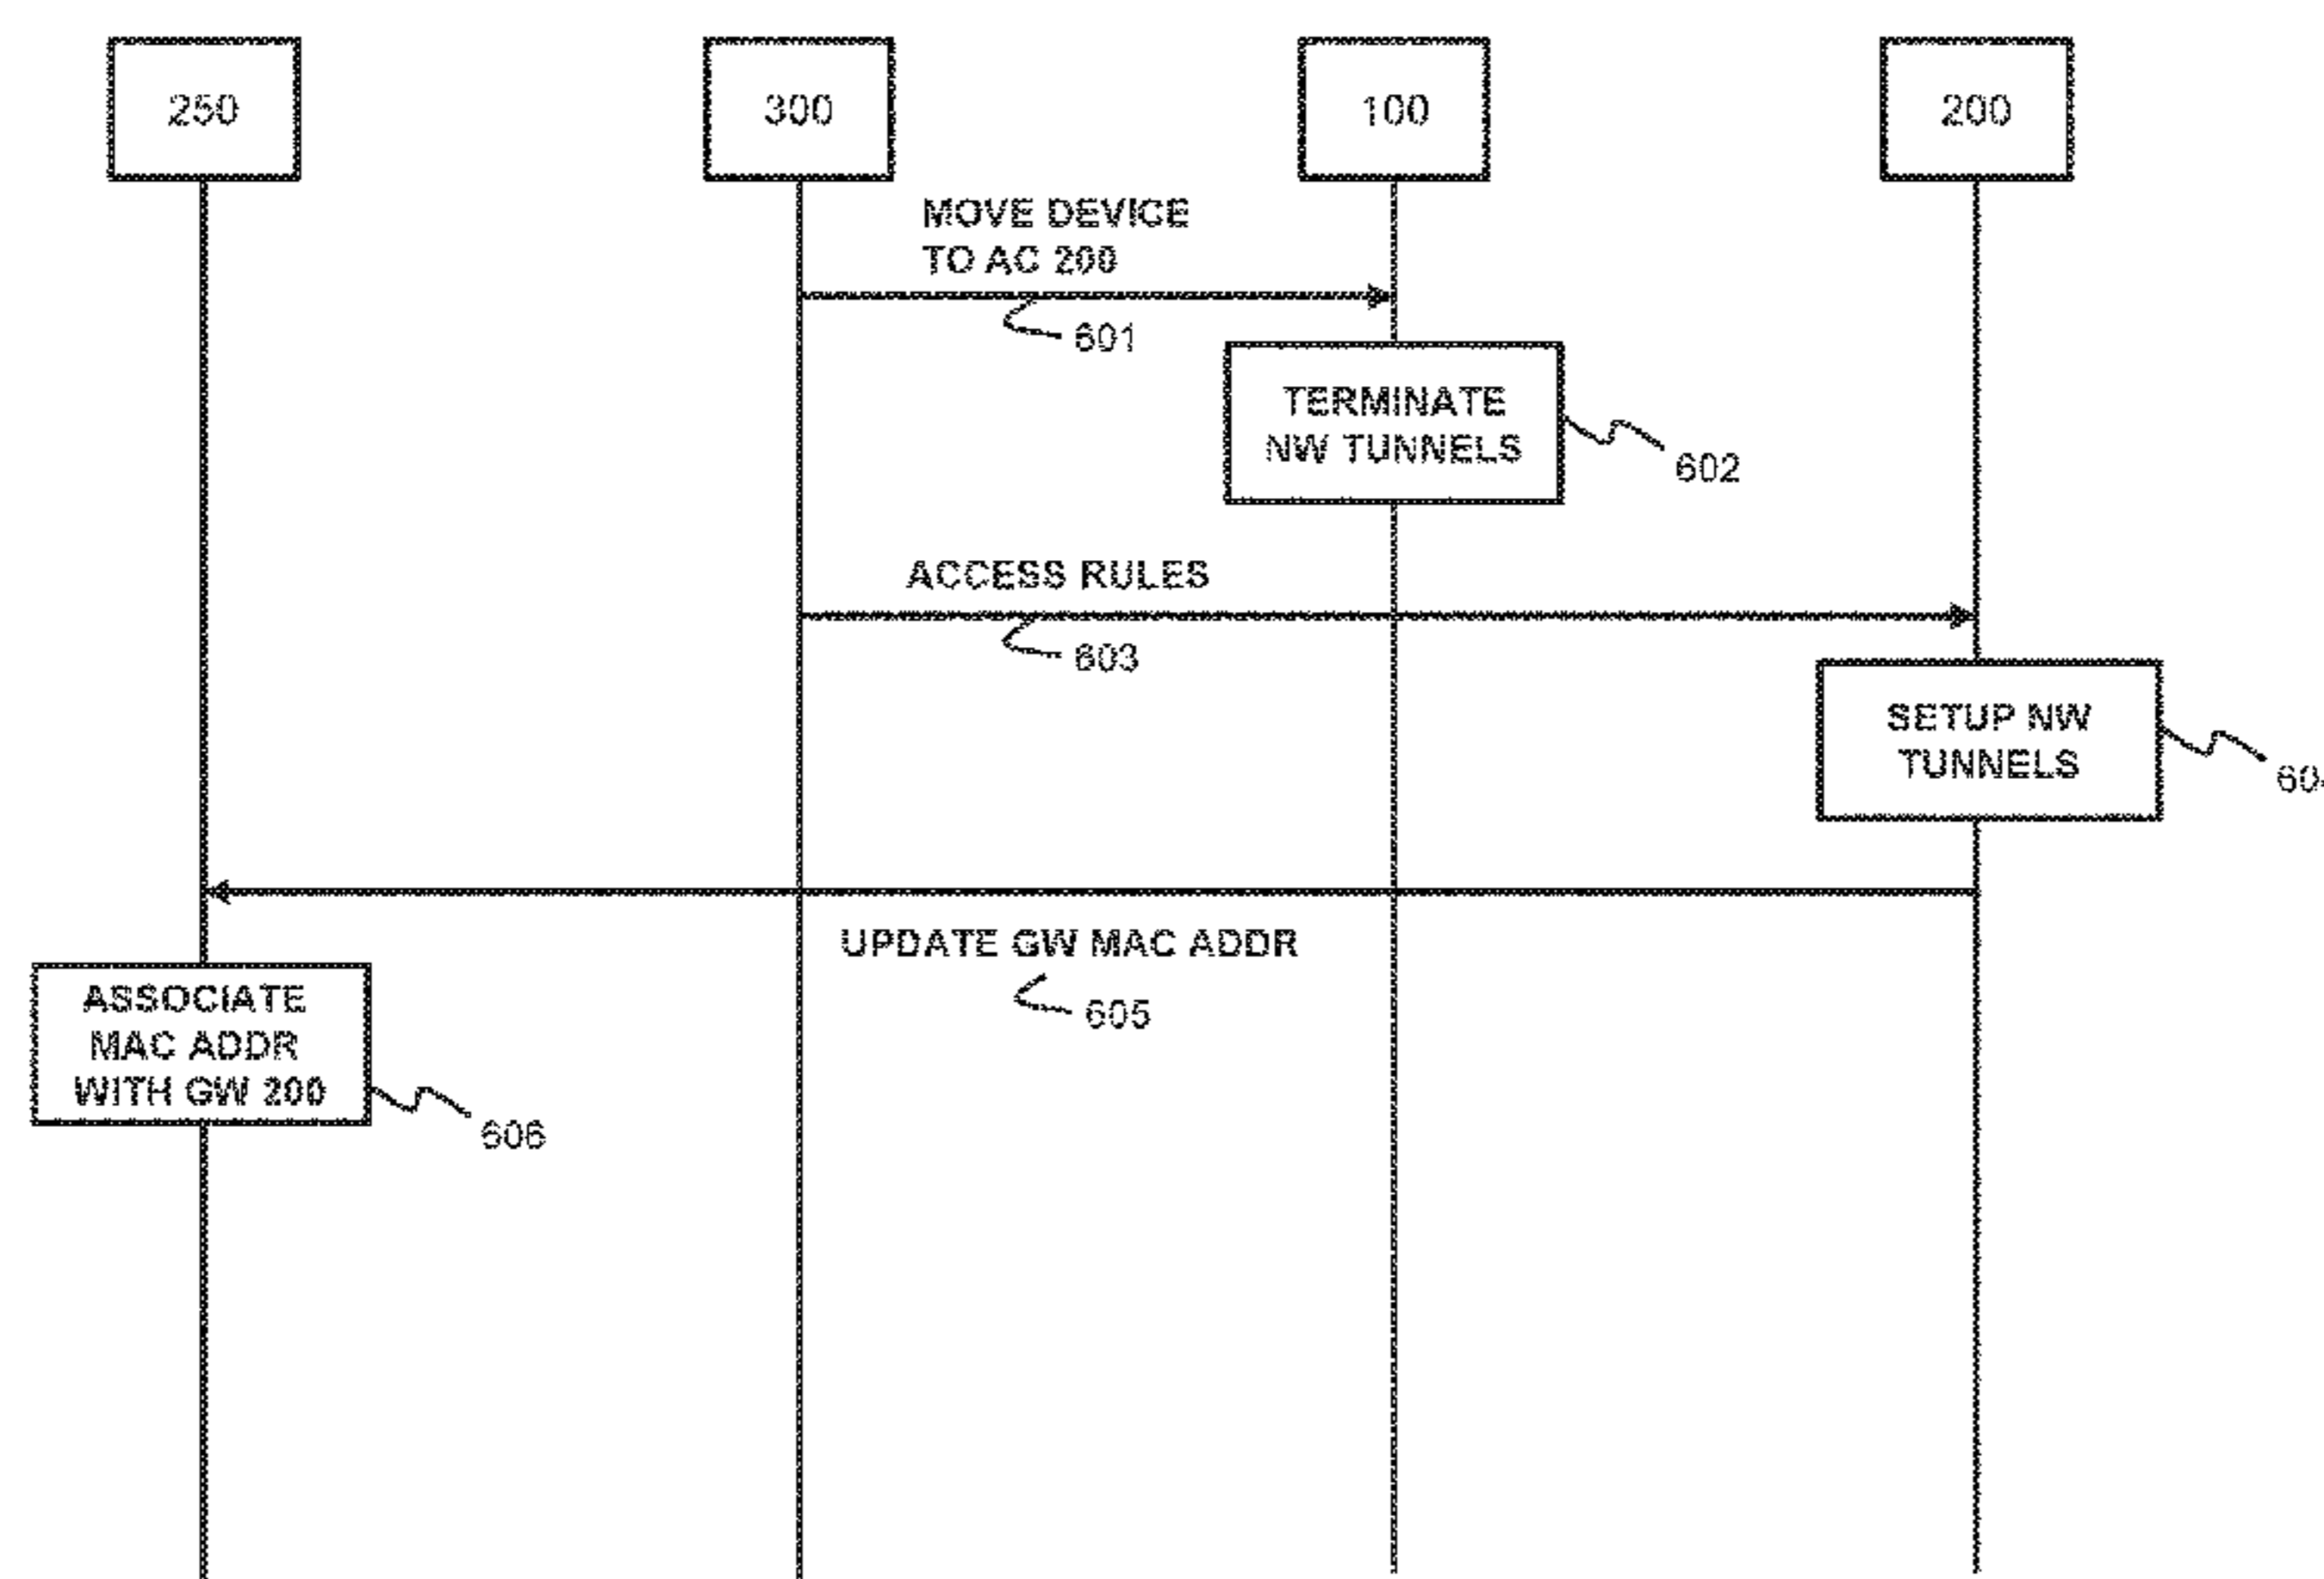 250
300
100
200
MOVE DEVICE
TO AC 200
601
TERMINATE
NW TUNNELS
602
ACCESS RULES
603
SETUP NW
TUNNELS
UPDATE GW MAC ADDR
605
ASSOCIATE
MAC ADDR
WITH GW 200
606